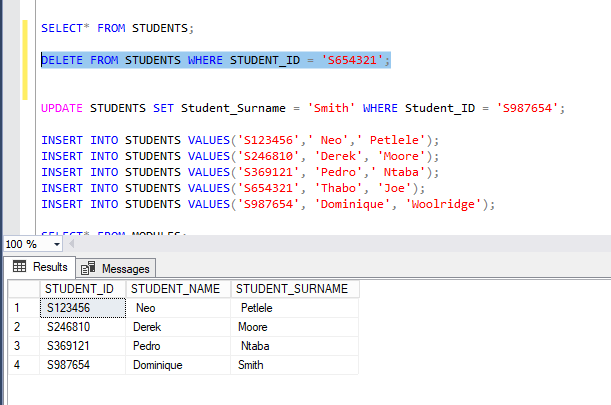 SELECT* FROM STUDENTS;
DELETE FROM STUDENTS WHERE STUDENT_ID = 'S654321';
UPDATE STUDENTS SET Student_Surname = 'Smith' WHERE Student_ID = 'S987654';
INSERT INTO STUDENTS VALUES('S123456',' Neo',' Petlele');
INSERT INTO STUDENTS VALUES('S246810', 'Derek', 'Moore');
INSERT INTO STUDENTS VALUES('S369121', 'Pedro',' Ntaba');
INSERT INTO STUDENTS VALUES('S654321', 'Thabo', 'Joe');
INSERT INTO STUDENTS VALUES('S987654', 'Dominique', 'Woolridge');
SELECT* FROM MODULES;
100 %
Results Messages
STUDENT_ID STUDENT_NAME STUDENT_SURNAME
1 S123456 Neo Petlele
2 S246810 Derek Moore
3 S369121 Pedro Ntaba
4 S987654 Dominique Smith